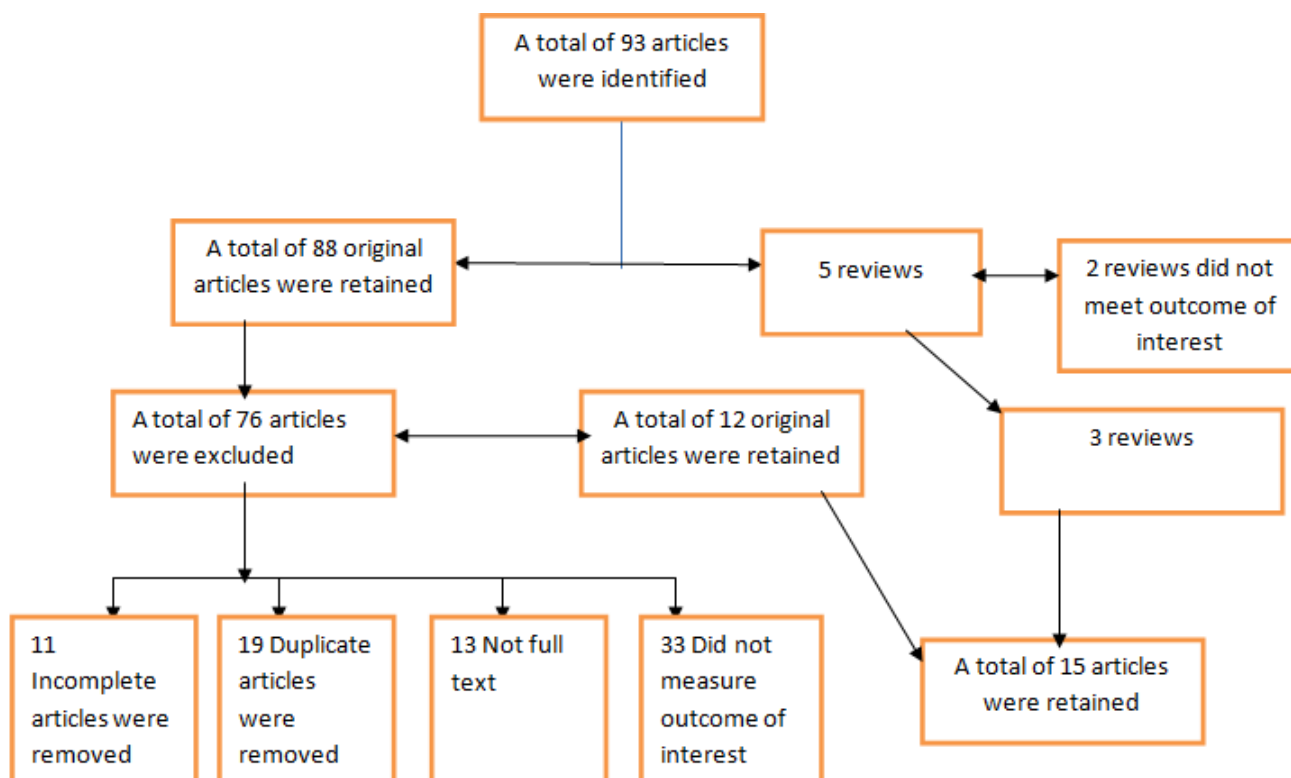 A total of 93 articles
were identified
A total of 88 original
articles were retained
5 reviews
2 reviews did not
meet outcome of
interest
A total of 76 articles
were excluded
A total of 12 original
articles were retained
3 reviews
11
Incomplete
articles were
removed
19 Duplicate
articles
were
removed
13 Not full
text
33 Did not
measure
outcome of
interest
A total of 15 articles
were retained